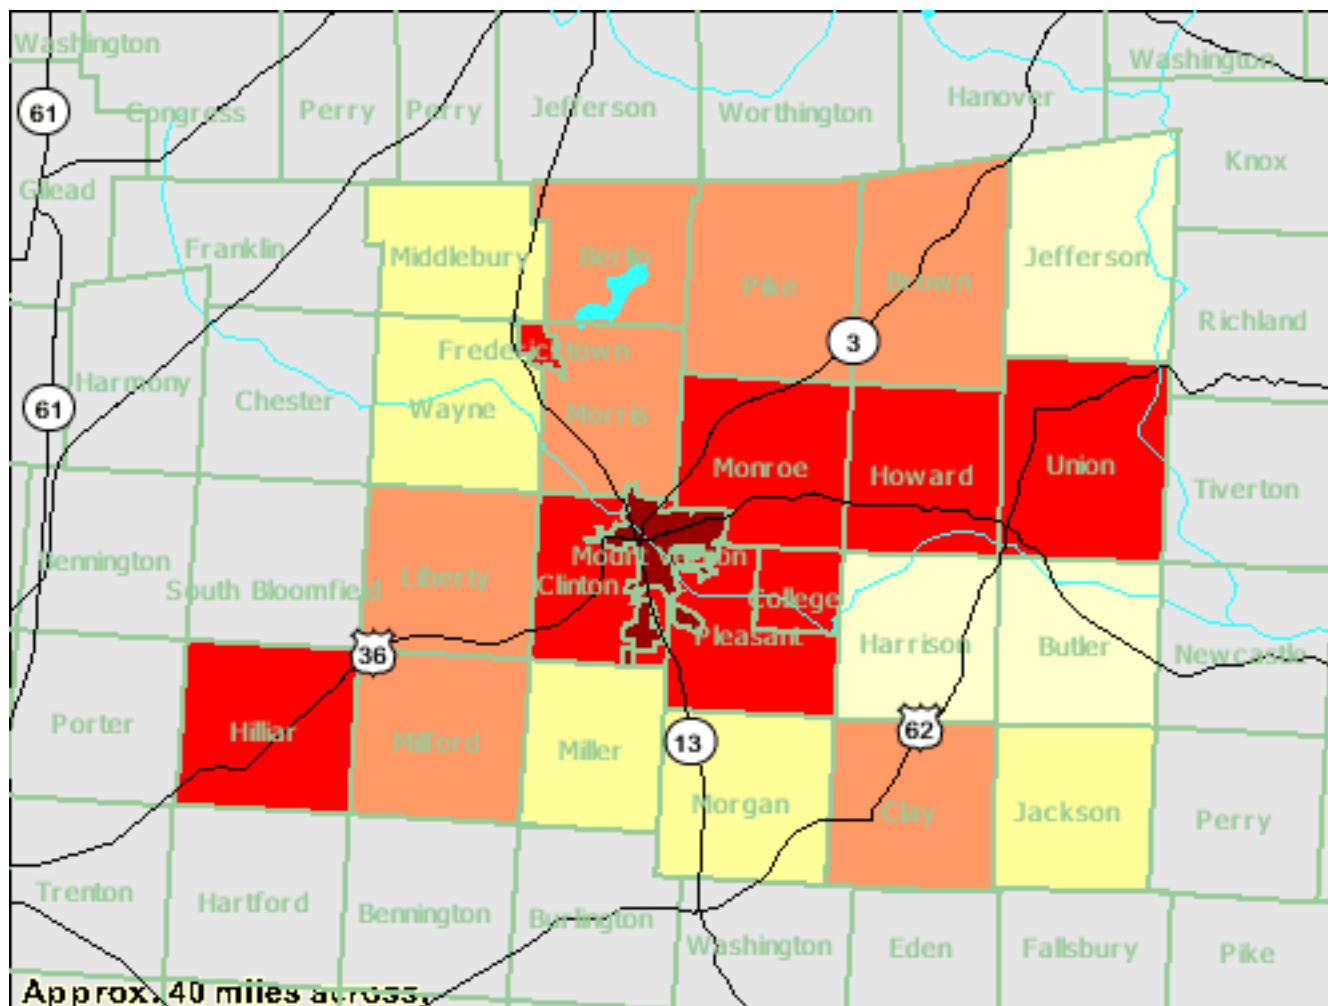 Washington
Washington
Hanover
61
Congress
Perry
Perry
Jefferson
Worthington
Knox
Gilead
Franklin
Middlebury
Berlin
Pike
Brown
Jefferson
Richland
3
Fredericktown
Harmony
Chester
Wayne
Morris
61
Monroe
Howard
Union
Tiverton
Bennington
South Bloomfield
Liberty
Mount Vernon
Clinton
College
Pleasant
Harrison
Butler
Newcastle
36
Porter
Hilliar
Milford
Miller
13
62
Morgan
Clay
Jackson
Perry
Trenton
Hartford
Bennington
Burlington
Washington
Eden
Fallsbury
Pike
Approx. 40 miles across.